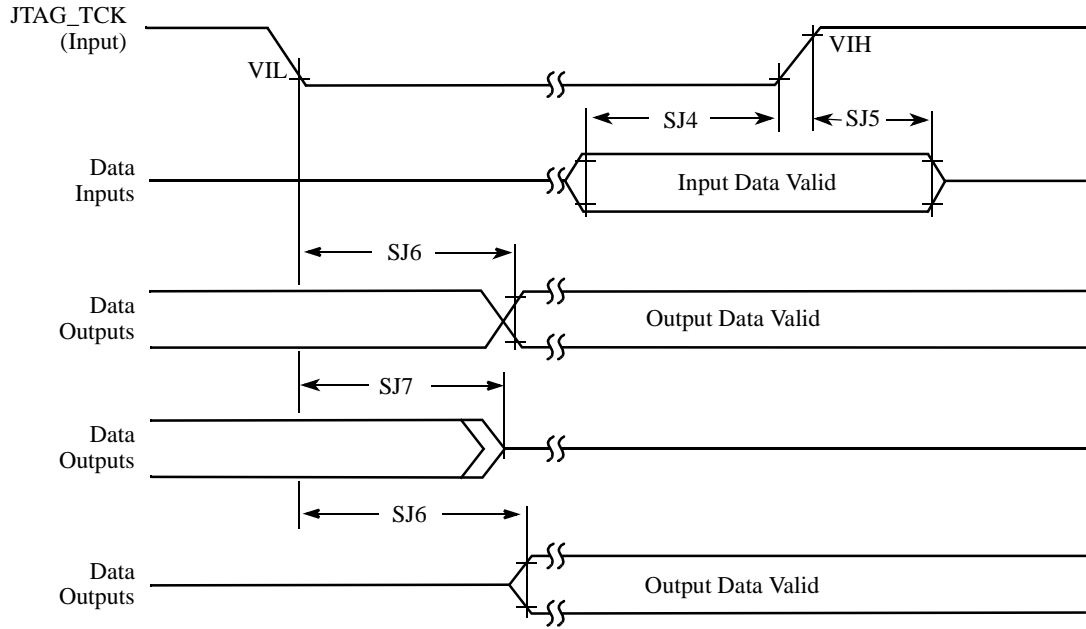 JTAG_TCK
(Input)
VIL
VIH
SJ4
SJ5
Data
Inputs
Input Data Valid
SJ6
Data
Outputs
Output Data Valid
SJ7
Data
Outputs
SJ6
Data
Outputs
Output Data Valid